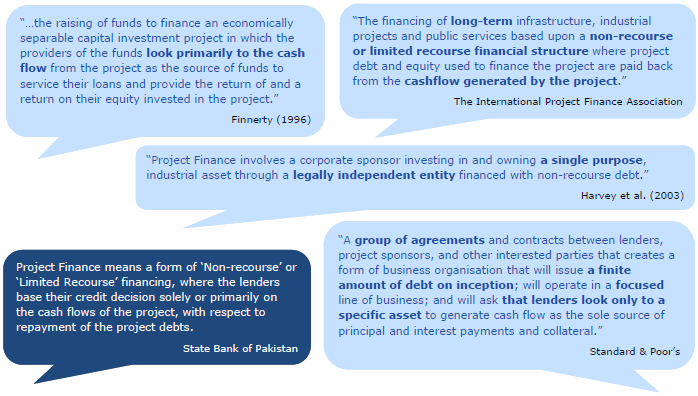 “…the raising of funds to finance an economically
separable capital investment project in which the
providers of the funds look primarily to the cash
flow from the project as the source of funds to
service their loans and provide the return of and a
return on their equity invested in the project.”
Finnerty (1996)
“The financing of long-term infrastructure, industrial
projects and public services based upon a non-recourse
or limited recourse financial structure where project
debt and equity used to finance the project are paid back
from the cashflow generated by the project.”
The International Project Finance Association
“Project Finance involves a corporate sponsor investing in and owning a single purpose,
industrial asset through a legally independent entity financed with non-recourse debt.”
Harvey et al. (2003)
Project Finance means a form of ‘Non-recourse’ or
‘Limited Recourse’ financing, where the lenders
base their credit decision solely or primarily on
the cash flows of the project, with respect to
repayment of the project debts.
State Bank of Pakistan
“A group of agreements and contracts between lenders,
project sponsors, and other interested parties that creates a
form of business organisation that will issue a finite
amount of debt on inception; will operate in a focused
line of business; and will ask that lenders look only to a
specific asset to generate cash flow as the sole source of
principal and interest payments and collateral.”
Standard & Poor’s